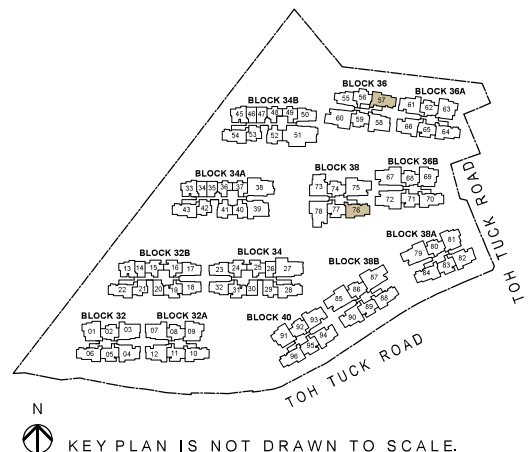 BLOCK 36
BLOCK 36A
55 56 57
61 62 63
60 59 58
66 65 64
BLOCK 34B
45 46 47 48 49 50
54 53 52 51
BLOCK 34A
33 34 35 36 37 38
43 42 41 40 39
BLOCK 38
73 74 75
78 77 76
BLOCK 36B
67 68 69
72 71 70
BLOCK 38A
79 80 81
84 83 82
BLOCK 32B
13 14 15 16 17
22 21 20 19 18
BLOCK 34
23 24 25 26 27
32 31 30 29 28
BLOCK 38B
85 86 87
90 89 88
BLOCK 32
01 02 03
06 05 04
BLOCK 32A
07 08 09
12 11 10
BLOCK 40
91 92 93
96 95 94
TOH TUCK ROAD
TOH TUCK ROAD
N
KEY PLAN IS NOT DRAWN TO SCALE.